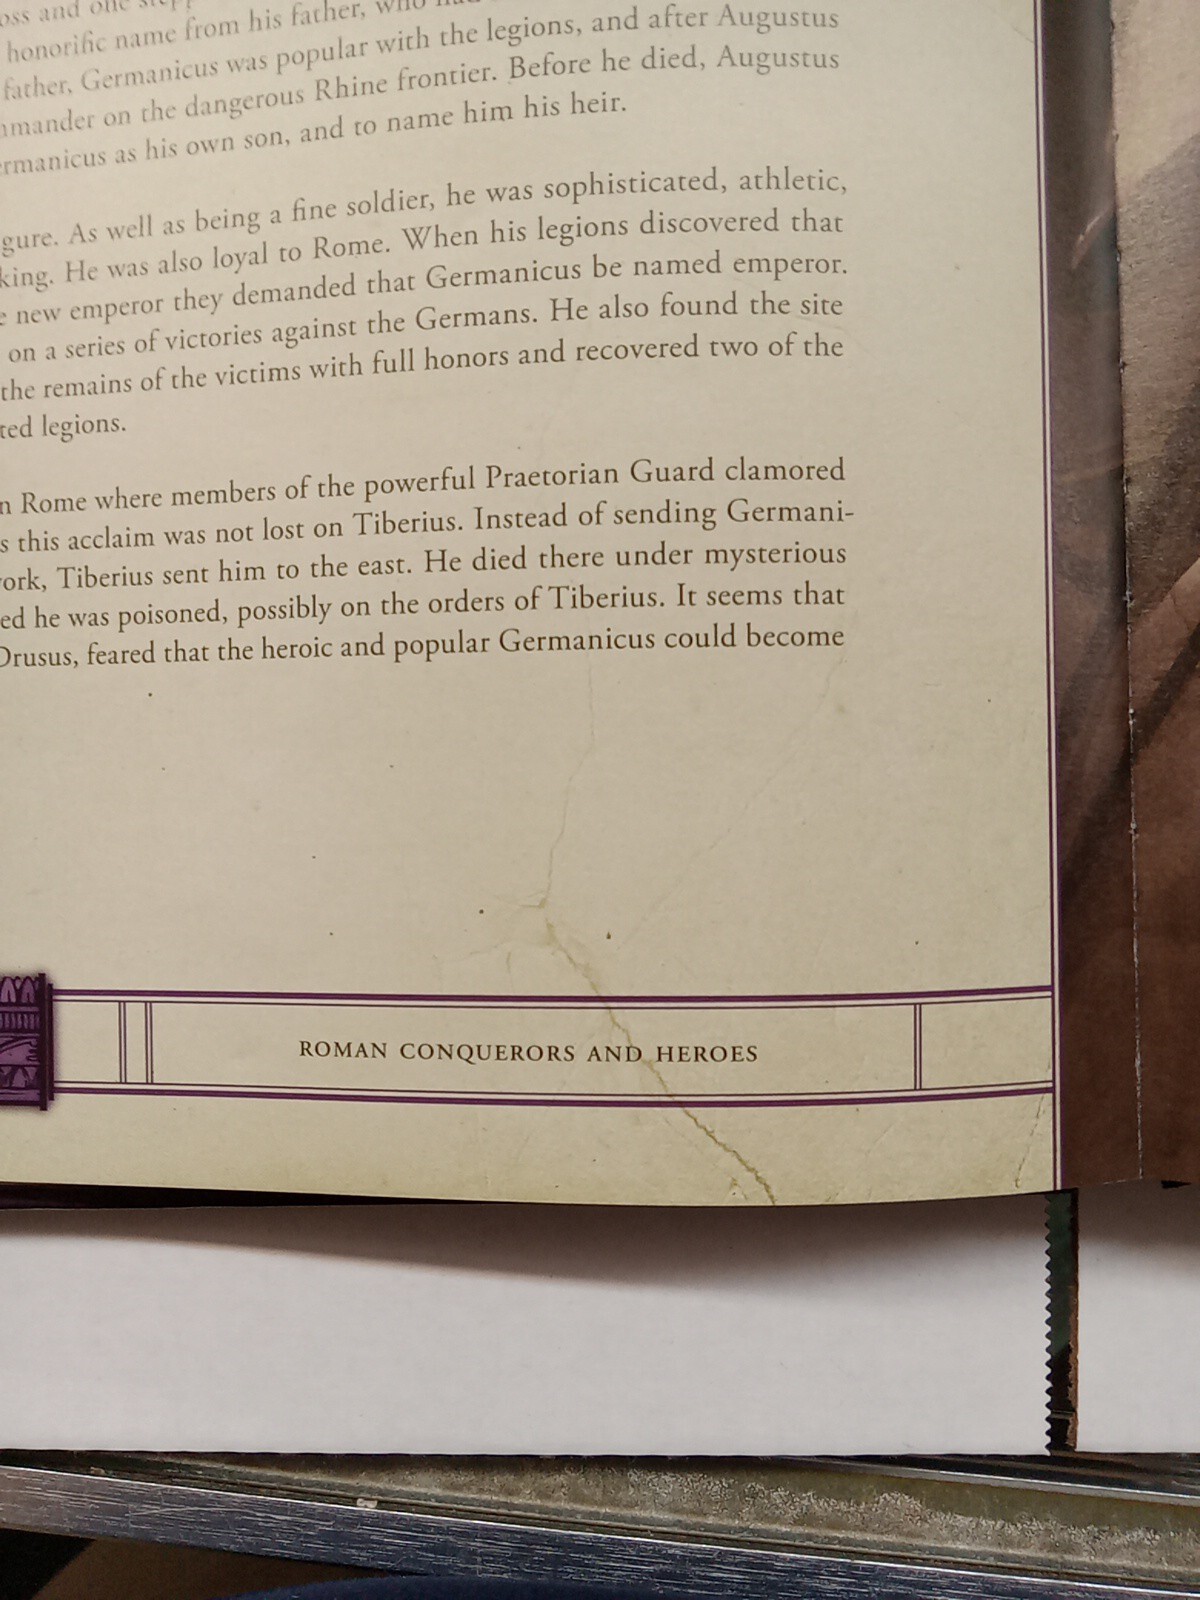 and one
honorific name from his father, who had
father, Germanicus was popular with the legions, and after Augustus
mmander on the dangerous Rhine frontier. Before he died, Augustus
ermanicus as his own son, and to name him his heir.
gure. As well as being a fine soldier, he was sophisticated, athletic,
king. He was also loyal to Rome. When his legions discovered that
e new emperor they demanded that Germanicus be named emperor.
on a series of victories against the Germans. He also found the site
the remains of the victims with full honors and recovered two of the
ted legions.
n Rome where members of the powerful Praetorian Guard clamored
s this acclaim was not lost on Tiberius. Instead of sending Germani-
ork, Tiberius sent him to the east. He died there under mysterious
ed he was poisoned, possibly on the orders of Tiberius. It seems that
Drusus, feared that the heroic and popular Germanicus could become
ROMAN CONQUERORS AND HEROES